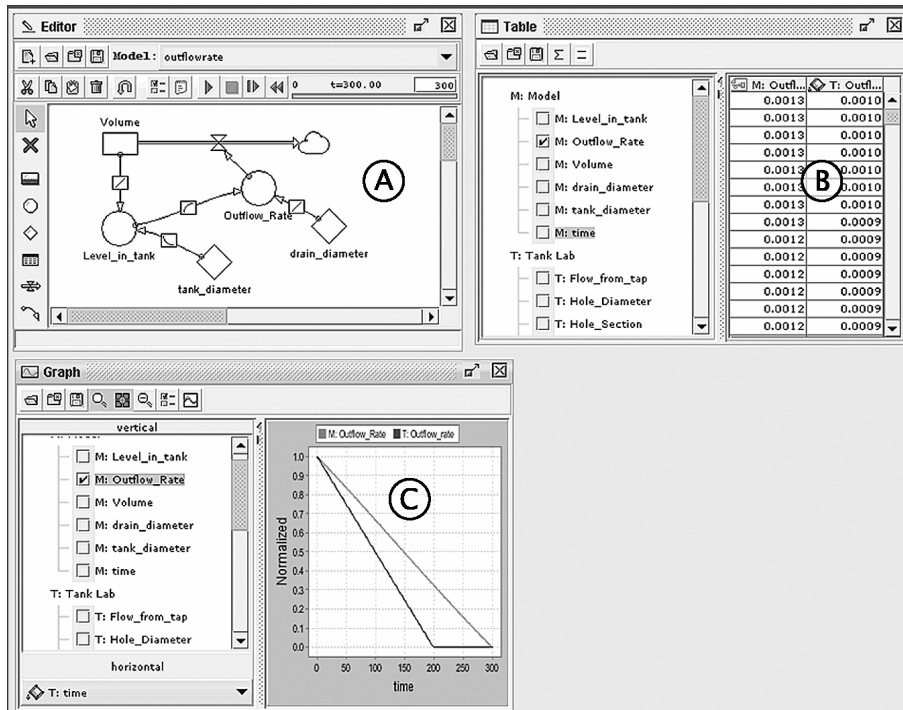 Editor
Model: outflowrate
0 t=300.00 300
Volume
A
Outflow_Rate
Level_in_tank
drain_diameter
tank_diameter
Table
M: Model
M: Level_in_tank
M: Outflow_Rate
M: Volume
M: drain_diameter
M: tank_diameter
M: time
T: Tank Lab
T: Flow_from_tap
T: Hole_Diameter
T: Hole_Section
M: Outfl... T: Outfl...
0.0013 0.0010
0.0013 0.0010
0.0013 0.0010
0.0013 0.0010
0.0013 0.0010
0.0013 0.0010
0.0013 0.0010
0.0013 0.0009
0.0012 0.0009
0.0012 0.0009
0.0012 0.0009
0.0012 0.0009
0.0012 0.0009
0.0012 0.0009
B
Graph
vertical
M: Level_in_tank
M: Outflow_Rate
M: Volume
M: drain_diameter
M: tank_diameter
M: time
T: Tank Lab
T: Flow_from_tap
T: Hole_Diameter
horizontal
T: time
M: Outflow_Rate T: Outflow_rate
C
Normalized
1.0
0.9
0.8
0.7
0.6
0.5
0.4
0.3
0.2
0.1
0.0
0 50 100 150 200 250 300
time